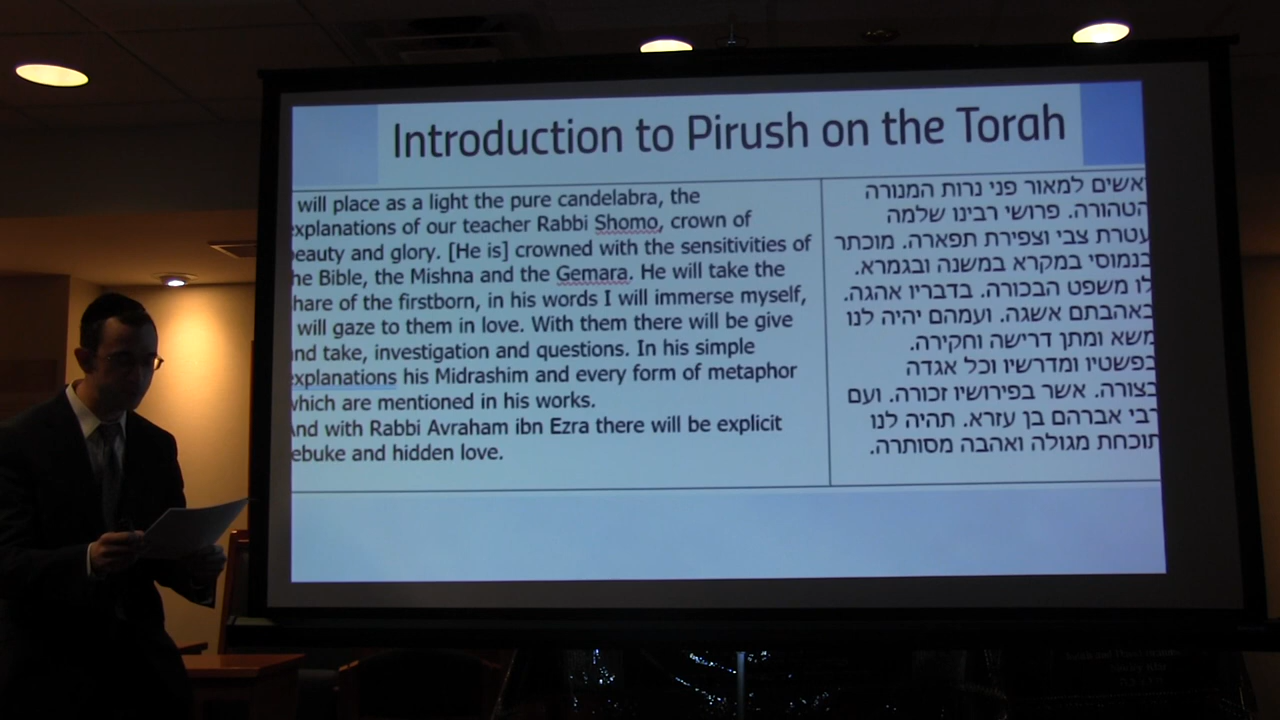 Introduction to Pirush on the Torah
will place as a light the pure candelabra, the
xplanations of our teacher Rabbi Shomo, crown of
eauty and glory. [He is] crowned with the sensitivities of
he Bible, the Mishna and the Gemara. He will take the
hare of the firstborn, in his words I will immerse myself,
will gaze to them in love. With them there will be give
nd take, investigation and questions. In his simple
xplanations his Midrashim and every form of metaphor
which are mentioned in his works.
And with Rabbi Avraham ibn Ezra there will be explicit
ebuke and hidden love.
אשים למאור פני נרות המנורה
הטהורה. פרושי רבינו שלמה
עטרת צבי וצפירת תפארה. מוכתר
בנמוסי במקרא במשנה ובגמרא.
לו משפט הבכורה. בדבריו אהגה.
באהבתם אשגה. ועמהם יהיה לנו
משא ומתן דרישה וחקירה.
בפשטיו ומדרשיו וכל אגדה
בצורה. אשר בפירושיו זכורה. ועם
רבי אברהם בן עזרא. תהיה לנו
תוכחת מגולה ואהבה מסותרה.